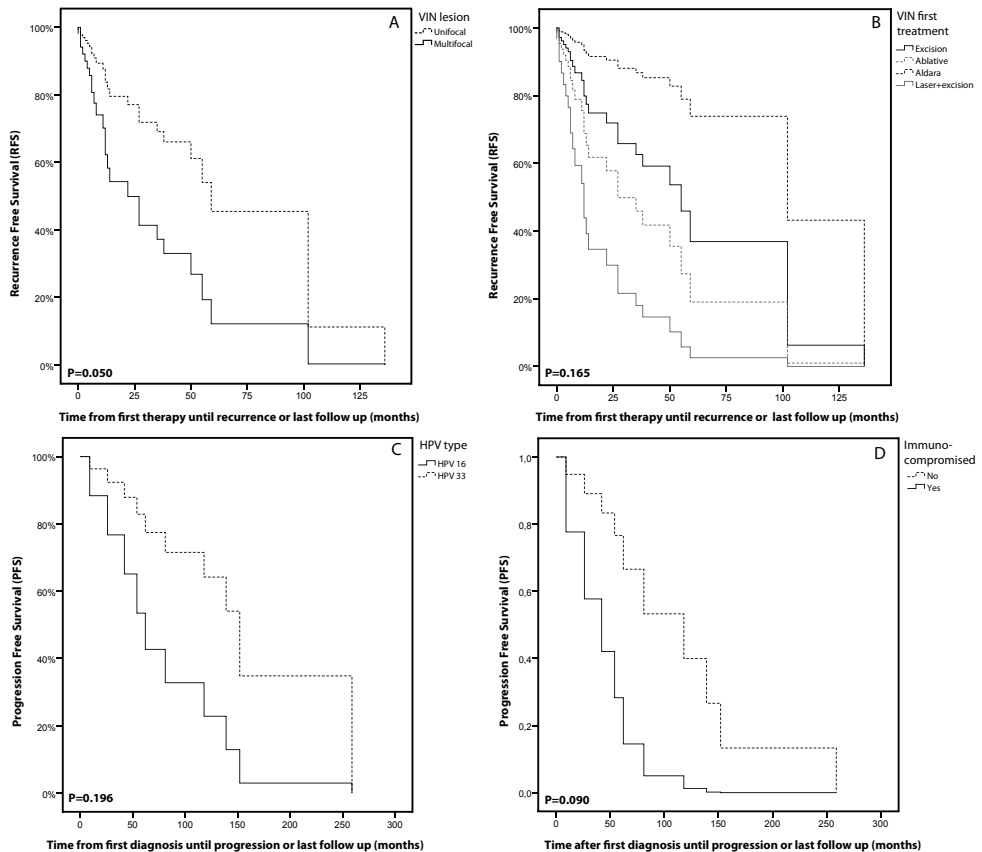 A
VIN lesion
Unifocal
Multifocal
100%
80%
60%
40%
20%
0%
Recurrence Free Survival (RFS)
P=0.050
0 25 50 75 100 125
Time from first therapy until recurrence or last follow up (months)
B
VIN first
treatment
Excision
Ablative
Aldara
Laser+excision
100%
80%
60%
40%
20%
0%
Recurrence Free Survival (RFS)
P=0.165
0 25 50 75 100 125
Time from first therapy until recurrence or last follow up (months)
C
HPV type
HPV 16
HPV 33
100%
80%
60%
40%
20%
0%
Progression Free Survival (PFS)
P=0.196
0 50 100 150 200 250 300
Time from first diagnosis until progression or last follow up (months)
D
Immuno-
compromised
No
Yes
1,0
0,8
0,6
0,4
0,2
0,0
Progression Free Survival (PFS)
P=0.090
0 50 100 150 200 250 300
Time after first diagnosis until progression or last follow up (months)